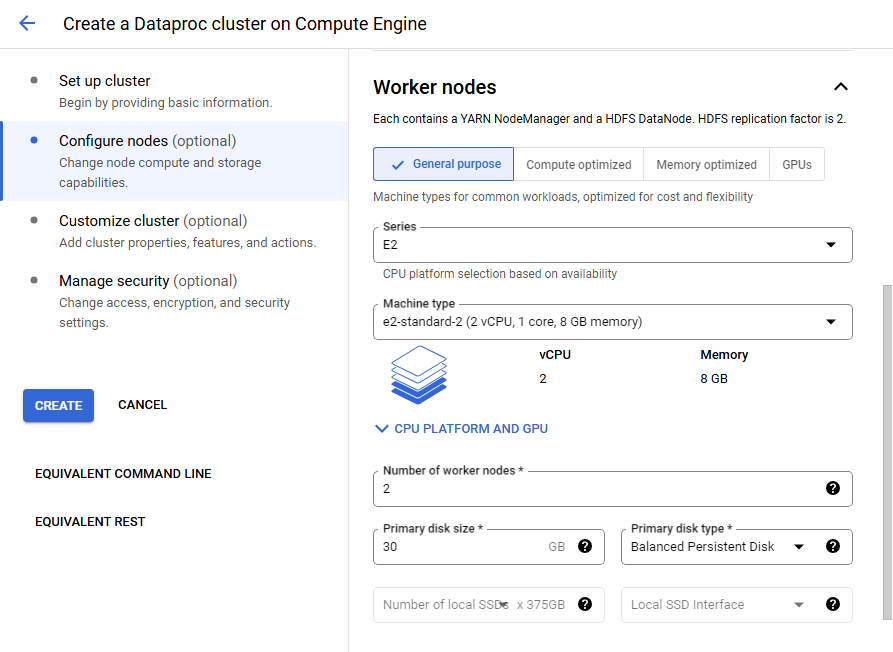 Create a Dataproc cluster on Compute Engine
Set up cluster
Begin by providing basic information.
Configure nodes (optional)
Change node compute and storage
capabilities.
Customize cluster (optional)
Add cluster properties, features, and actions.
Manage security (optional)
Change access, encryption, and security
settings.
CREATE CANCEL
EQUIVALENT COMMAND LINE
EQUIVALENT REST
Worker nodes
Each contains a YARN NodeManager and a HDFS DataNode. HDFS replication factor is 2.
General purpose Compute optimized Memory optimized GPUs
Machine types for common workloads, optimized for cost and flexibility
Series
E2
CPU platform selection based on availability
Machine type
e2-standard-2 (2 vCPU, 1 core, 8 GB memory)
vCPU Memory
2 8 GB
CPU PLATFORM AND GPU
Number of worker nodes *
2
Primary disk size * Primary disk type *
30 GB Balanced Persistent Disk
Number of local SSDs x 375GB Local SSD Interface